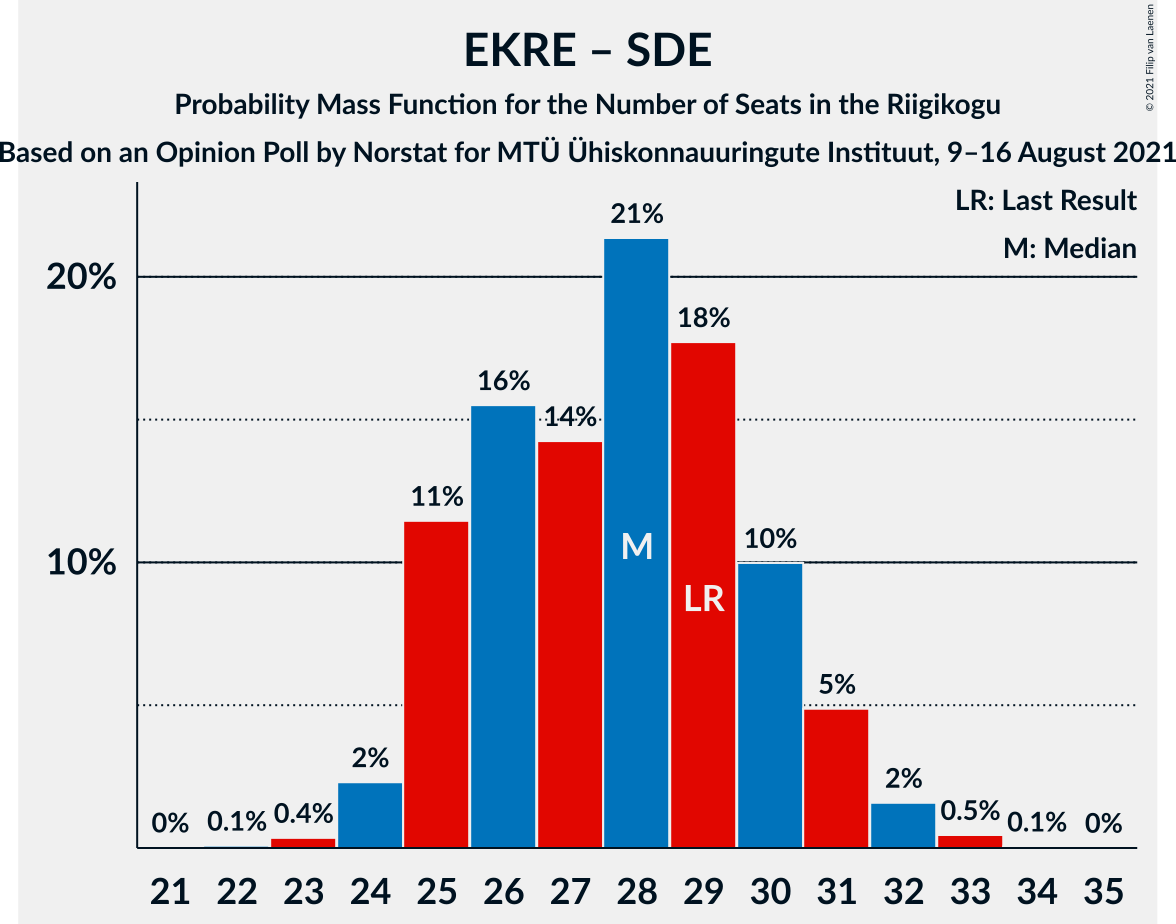 EKRE – SDE
Probability Mass Function for the Number of Seats in the Riigikogu
Based on an Opinion Poll by Norstat for MTÜ Ühiskonnauuringute Instituut, 9–16 August 2021
© 2021 Filip van Laenen
LR: Last Result
M: Median
20%
10%
0%
0.1%
0.4%
2%
11%
16%
14%
21%
18%
10%
5%
2%
0.5%
0.1%
0%
M
LR
21 22 23 24 25 26 27 28 29 30 31 32 33 34 35